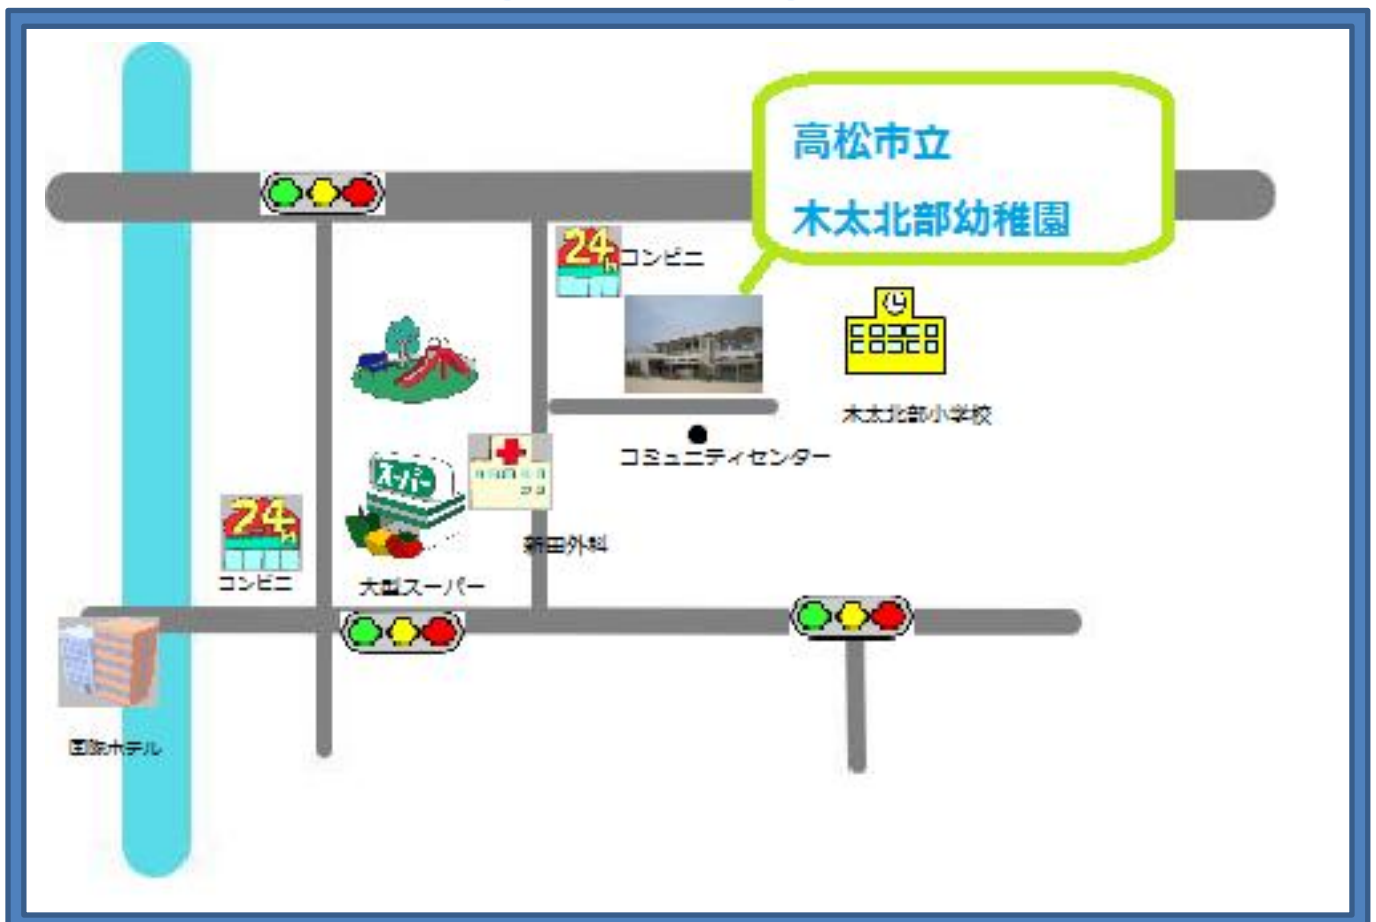 高松市立
木太北部幼稚園
24h
コンビニ
木太北部小学校
コミュニティセンター
スーパー
24h
新田外科
コンビニ
大型スーパー
国際ホテル